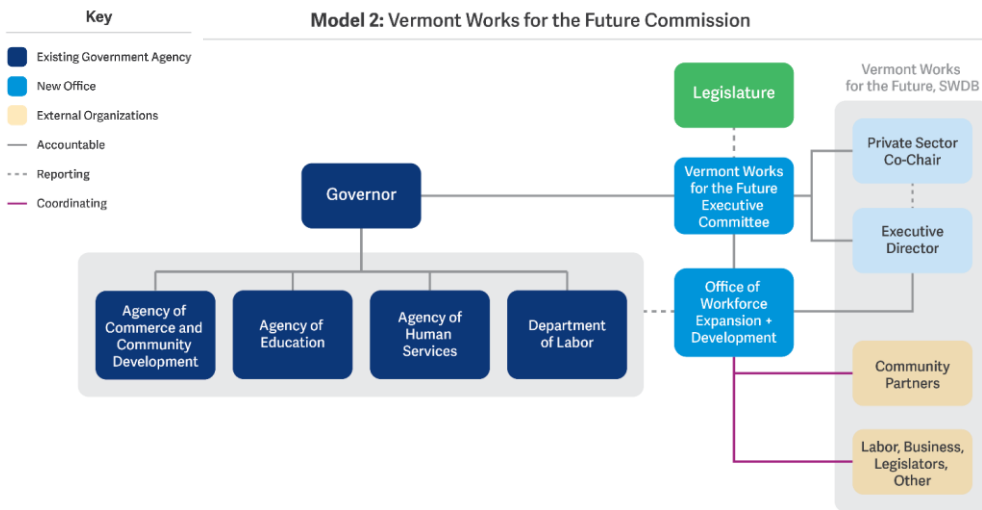 Key
Existing Government Agency
New Office
External Organizations
Accountable
Reporting
Coordinating
Model 2: Vermont Works for the Future Commission
Legislature
Vermont Works
for the Future, SWDB
Governor
Vermont Works
for the Future
Executive
Committee
Private Sector
Co-Chair
Executive
Director
Agency of
Commerce and
Community
Development
Agency of
Education
Agency of
Human
Services
Department
of Labor
Office of
Workforce
Expansion +
Development
Community
Partners
Labor, Business,
Legislators,
Other